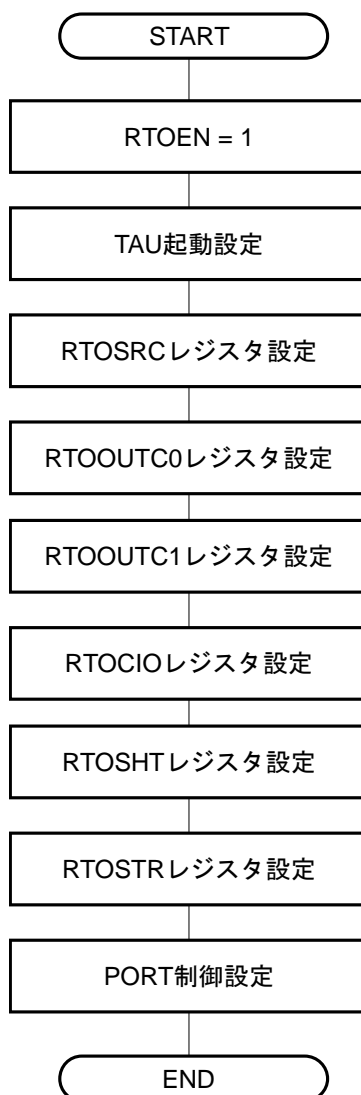 START
RTOEN = 1
TAU起動設定
RTOSRCレジスタ設定
RTOOUTC0レジスタ設定
RTOOUTC1レジスタ設定
RTOCIOレジスタ設定
RTOSHTレジスタ設定
RTOSTRレジスタ設定
PORT制御設定
END